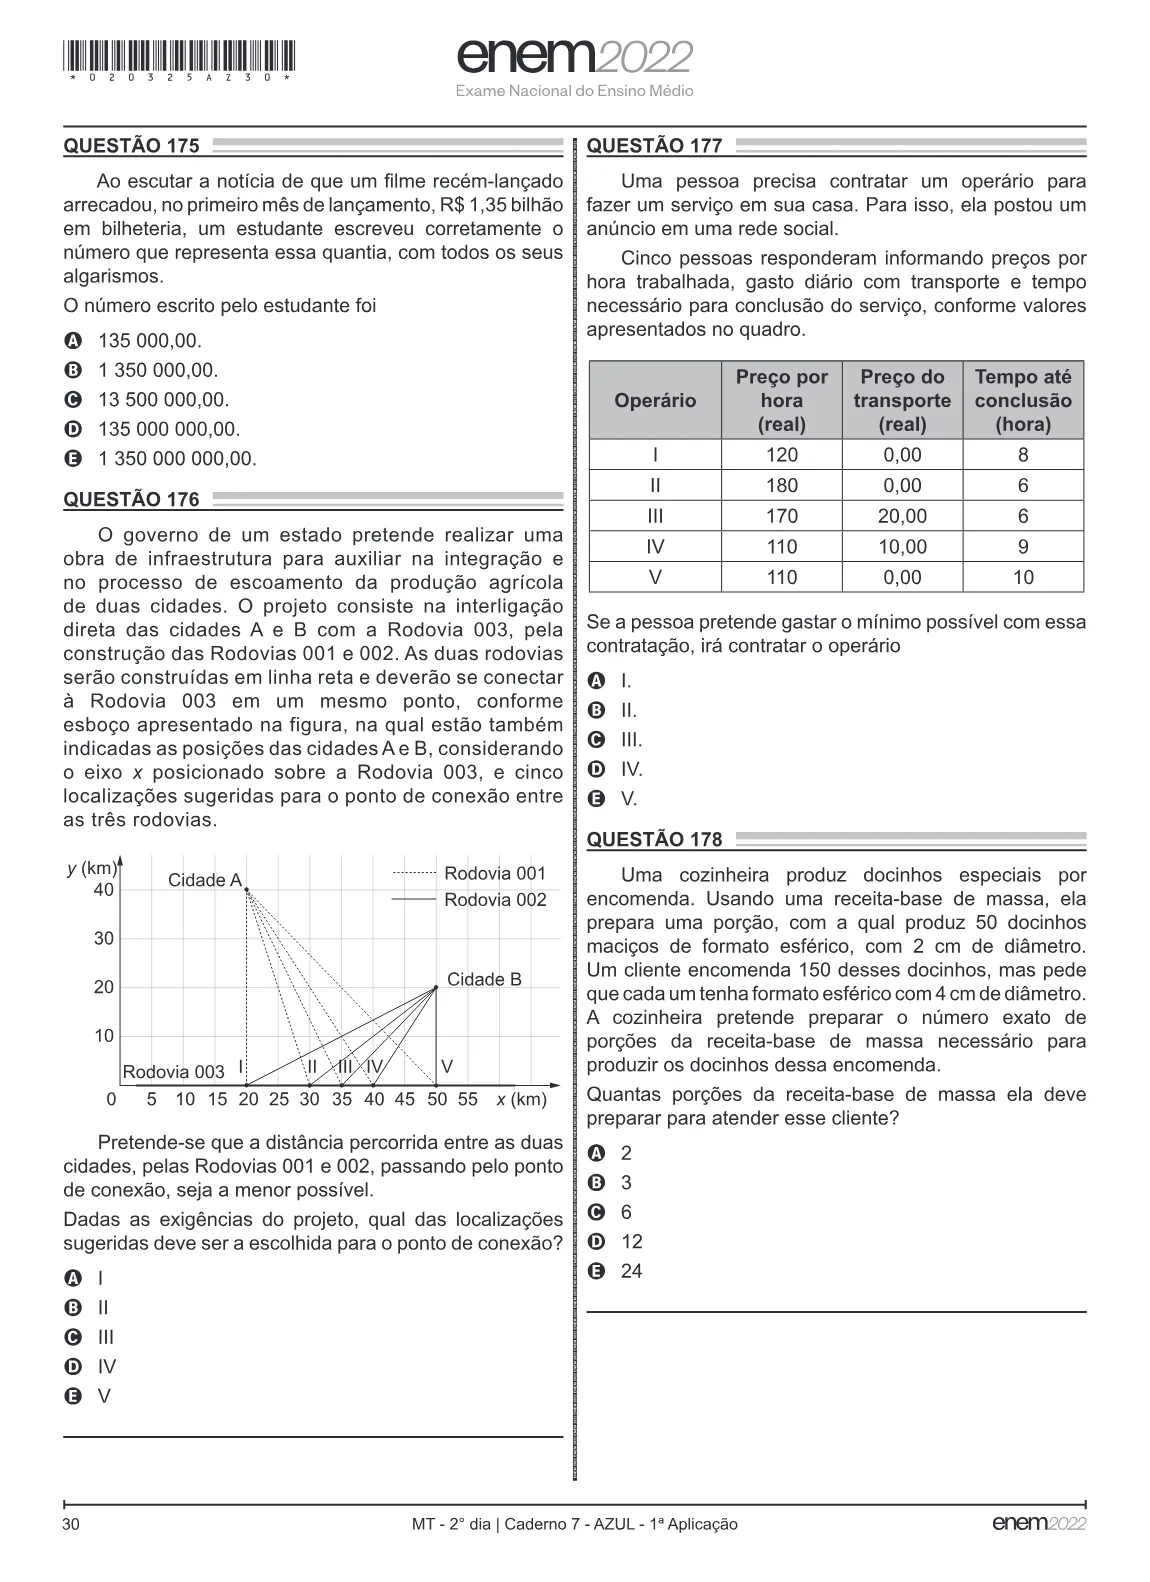 *020325AZ30*
enem2022
Exame Nacional do Ensino Médio
QUESTÃO 175
Ao escutar a notícia de que um filme recém-lançado
arrecadou, no primeiro mês de lançamento, R$ 1,35 bilhão
em bilheteria, um estudante escreveu corretamente o
número que representa essa quantia, com todos os seus
algarismos.
O número escrito pelo estudante foi
A 135 000,00.
B 1 350 000,00.
C 13 500 000,00.
D 135 000 000,00.
E 1 350 000 000,00.
QUESTÃO 176
O governo de um estado pretende realizar uma
obra de infraestrutura para auxiliar na integração e
no processo de escoamento da produção agrícola
de duas cidades. O projeto consiste na interligação
direta das cidades A e B com a Rodovia 003, pela
construção das Rodovias 001 e 002. As duas rodovias
serão construídas em linha reta e deverão se conectar
à Rodovia 003 em um mesmo ponto, conforme
esboço apresentado na figura, na qual estão também
indicadas as posições das cidades A e B, considerando
o eixo x posicionado sobre a Rodovia 003, e cinco
localizações sugeridas para o ponto de conexão entre
as três rodovias.
y (km)
Cidade A
Rodovia 001
40
Rodovia 002
30
Cidade B
20
10
Rodovia 003 I II III IV V
0 5 10 15 20 25 30 35 40 45 50 55 x (km)
Pretende-se que a distância percorrida entre as duas
cidades, pelas Rodovias 001 e 002, passando pelo ponto
de conexão, seja a menor possível.
Dadas as exigências do projeto, qual das localizações
sugeridas deve ser a escolhida para o ponto de conexão?
A I
B II
C III
D IV
E V
QUESTÃO 177
Uma pessoa precisa contratar um operário para
fazer um serviço em sua casa. Para isso, ela postou um
anúncio em uma rede social.
Cinco pessoas responderam informando preços por
hora trabalhada, gasto diário com transporte e tempo
necessário para conclusão do serviço, conforme valores
apresentados no quadro.
Operário
Preço por
hora
(real)
Preço do
transporte
(real)
Tempo até
conclusão
(hora)
I 120 0,00 8
II 180 0,00 6
III 170 20,00 6
IV 110 10,00 9
V 110 0,00 10
Se a pessoa pretende gastar o mínimo possível com essa
contratação, irá contratar o operário
A I.
B II.
C III.
D IV.
E V.
QUESTÃO 178
Uma cozinheira produz docinhos especiais por
encomenda. Usando uma receita-base de massa, ela
prepara uma porção, com a qual produz 50 docinhos
maciços de formato esférico, com 2 cm de diâmetro.
Um cliente encomenda 150 desses docinhos, mas pede
que cada um tenha formato esférico com 4 cm de diâmetro.
A cozinheira pretende preparar o número exato de
porções da receita-base de massa necessário para
produzir os docinhos dessa encomenda.
Quantas porções da receita-base de massa ela deve
preparar para atender esse cliente?
A 2
B 3
C 6
D 12
E 24
30
MT - 2° dia | Caderno 7 - AZUL - 1ª Aplicação
enem2022